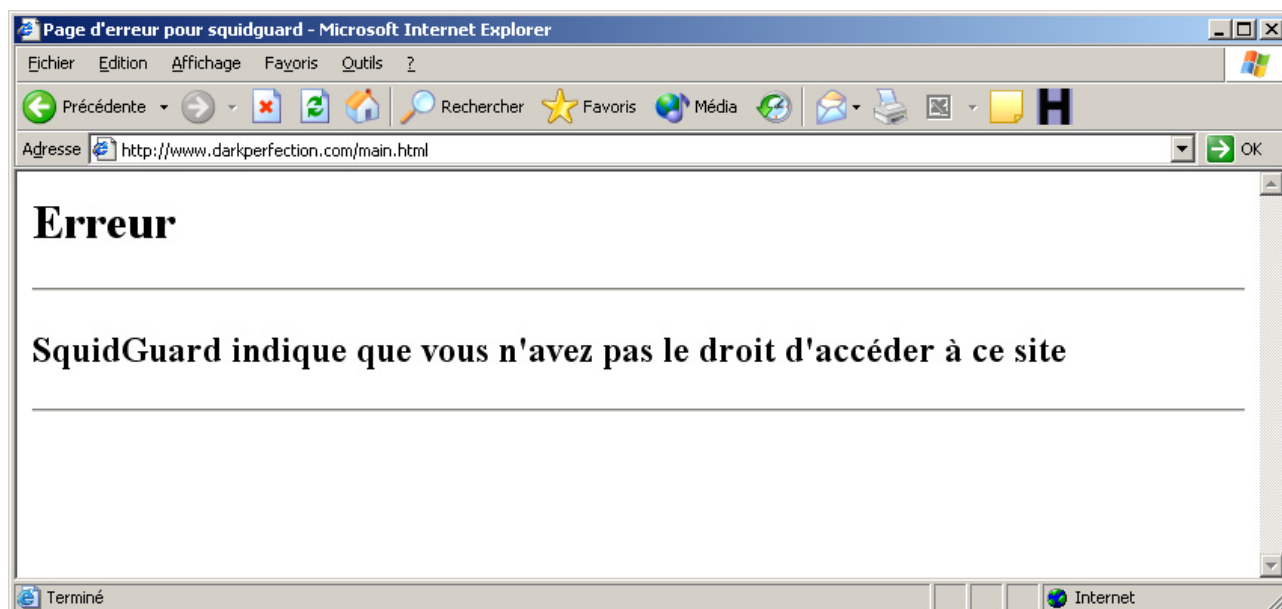 Page d'erreur pour squidguard - Microsoft Internet Explorer
Fichier Edition Affichage Favoris Outils ?
Précédente Rechercher Favoris Média
Adresse http://www.darkperfection.com/main.html OK
Erreur
SquidGuard indique que vous n'avez pas le droit d'accéder à ce site
Terminé Internet